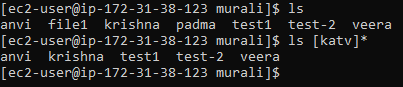 [ec2-user@ip-172-31-38-123 murali]$ ls
anvi  file1  krishna  padma  test1  test-2  veera
[ec2-user@ip-172-31-38-123 murali]$ ls [katv]*
anvi  krishna  test1  test-2  veera
[ec2-user@ip-172-31-38-123 murali]$